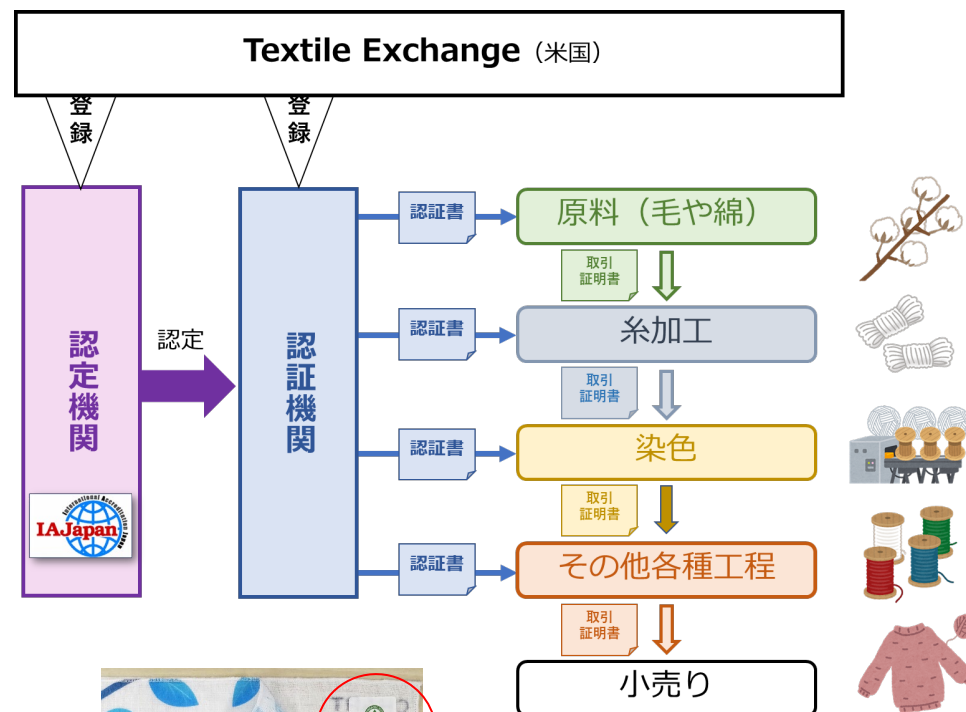 Textile Exchange（米国）
登録
登録
認定機関
認定
認証機関
International Accreditation Japan
IAJapan
認証書
原料（毛や綿）
取引
証明書
認証書
糸加工
取引
証明書
認証書
染色
取引
証明書
認証書
その他各種工程
取引
証明書
小売り